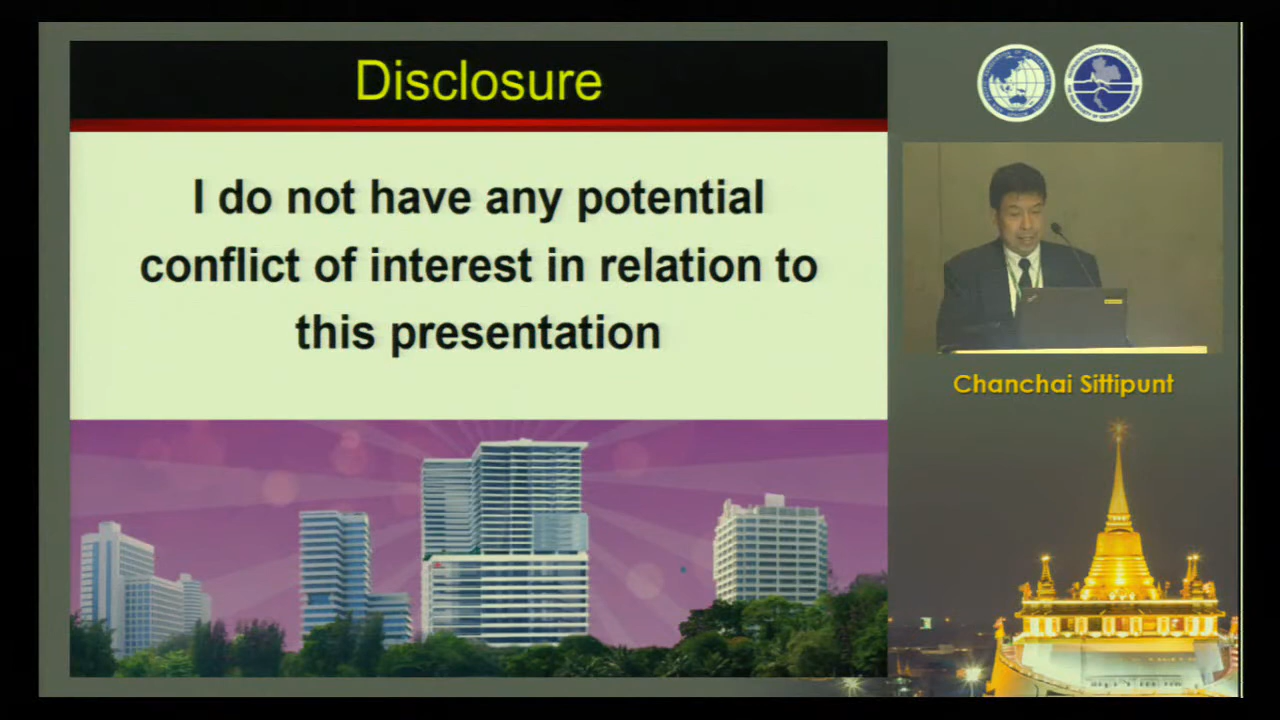 Disclosure
I do not have any potential
conflict of interest in relation to
this presentation
Chanchai Sittipunt